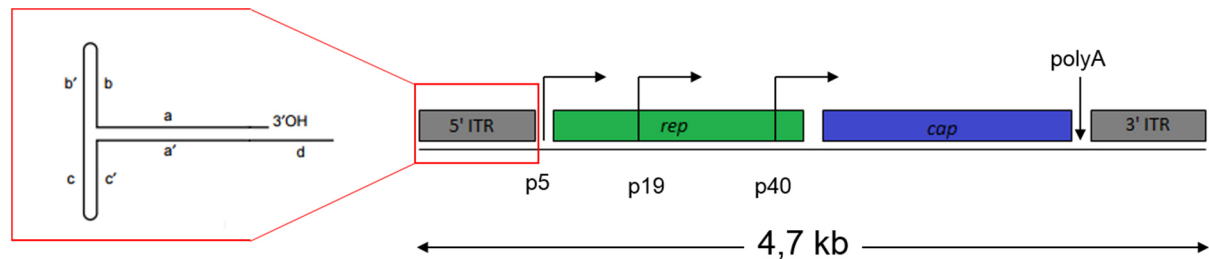 b′ b
a
3′OH
a′
d
c c′
5' ITR
rep
cap
polyA
3' ITR
p5
p19
p40
4,7 kb